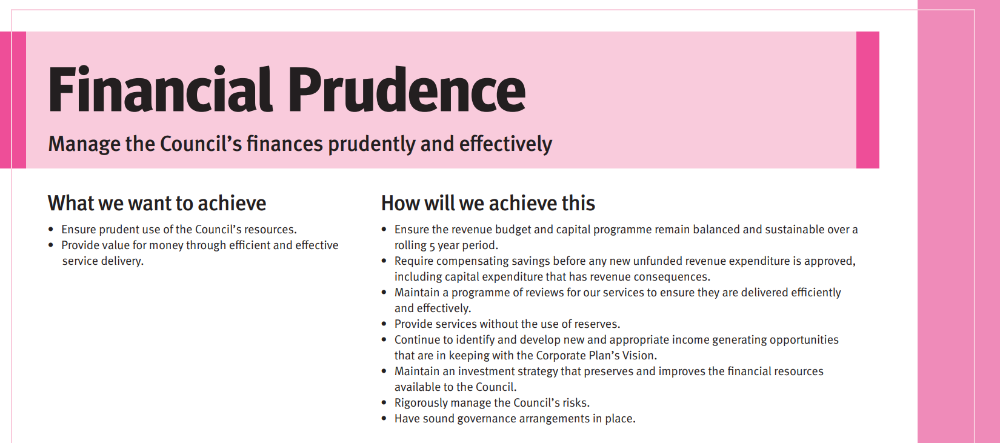 Financial Prudence
Manage the Council’s finances prudently and effectively
What we want to achieve
• Ensure prudent use of the Council’s resources.
• Provide value for money through efficient and effective
service delivery.
How will we achieve this
• Ensure the revenue budget and capital programme remain balanced and sustainable over a
rolling 5 year period.
• Require compensating savings before any new unfunded revenue expenditure is approved,
including capital expenditure that has revenue consequences.
• Maintain a programme of reviews for our services to ensure they are delivered efficiently
and effectively.
• Provide services without the use of reserves.
• Continue to identify and develop new and appropriate income generating opportunities
that are in keeping with the Corporate Plan’s Vision.
• Maintain an investment strategy that preserves and improves the financial resources
available to the Council.
• Rigorously manage the Council’s risks.
• Have sound governance arrangements in place.